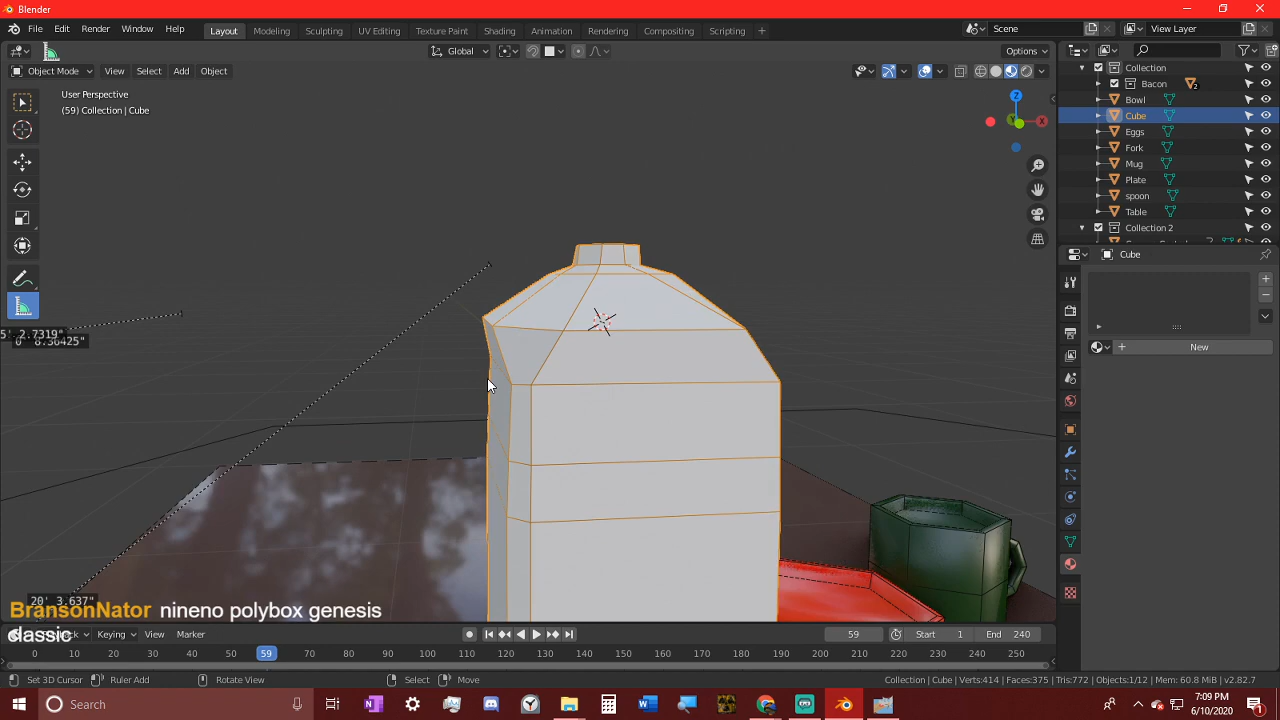 Blender
File Edit Render Window Help Layout Modeling Sculpting UV Editing Texture Paint Shading Animation Rendering Compositing Scripting + Scene View Layer
Global Options
Object Mode View Select Add Object
User Perspective
(59) Collection | Cube
Z
X
Collection
Bacon 2
Bowl
Cube
Eggs
Fork
Mug
Plate
spoon
Table
Collection 2
Cube
New
5' 2.7319"
0' 8.56425"
20' 3.637"
BransonNator nineno polybox genesis
classic
Keying View Marker 59 Start 1 End 240
0 10 20 30 40 50 59 70 80 90 100 110 120 130 140 150 160 170 180 190 200 210 220 230 240 250
Set 3D Cursor Ruler Add Rotate View Select Move Collection | Cube | Verts:414 | Faces:375 | Tris:772 | Objects:1/12 | Mem: 60.8 MiB | v2.82.7
Search
7:09 PM
6/10/2020
1